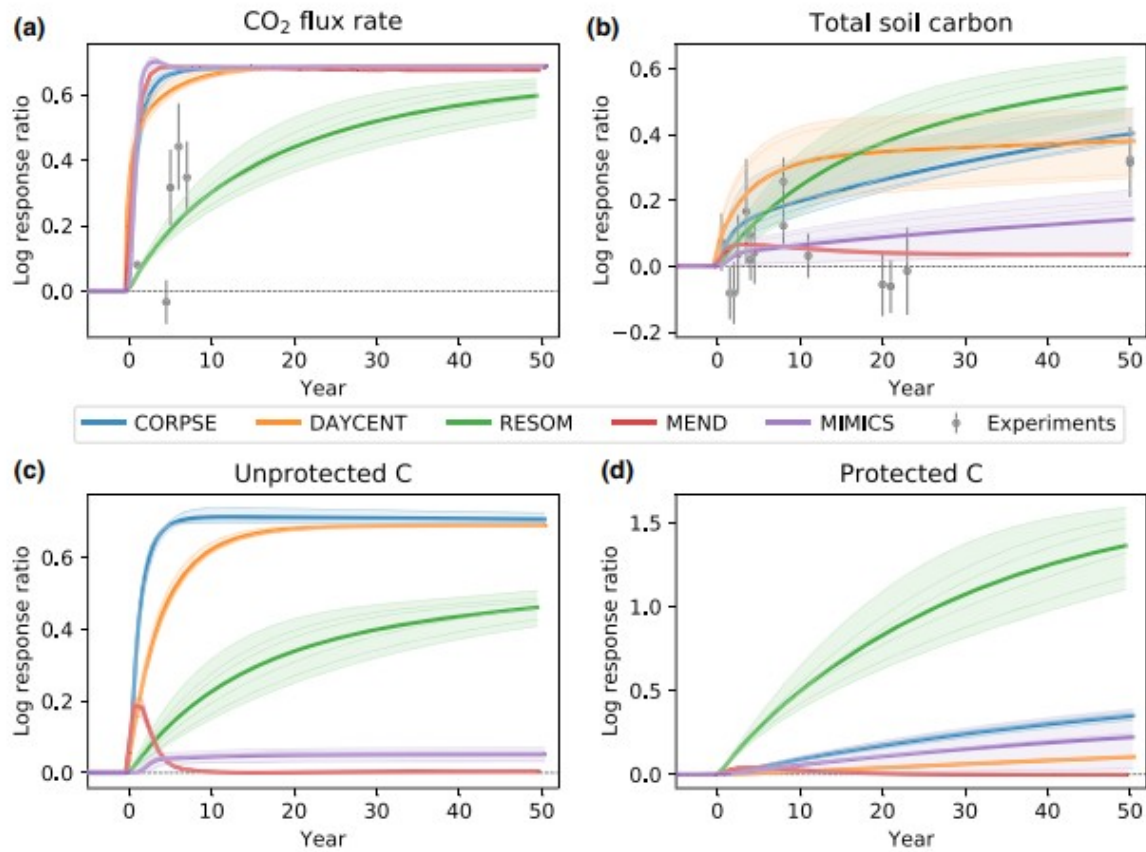 (a) CO₂ flux rate
Log response ratio
0.6
0.4
0.2
0.0
0 10 20 30 40 50
Year
(b) Total soil carbon
Log response ratio
0.6
0.4
0.2
0.0
−0.2
0 10 20 30 40 50
Year
CORPSE DAYCENT RESOM MEND MIMICS Experiments
(c) Unprotected C
Log response ratio
0.6
0.4
0.2
0.0
0 10 20 30 40 50
Year
(d) Protected C
Log response ratio
1.5
1.0
0.5
0.0
0 10 20 30 40 50
Year